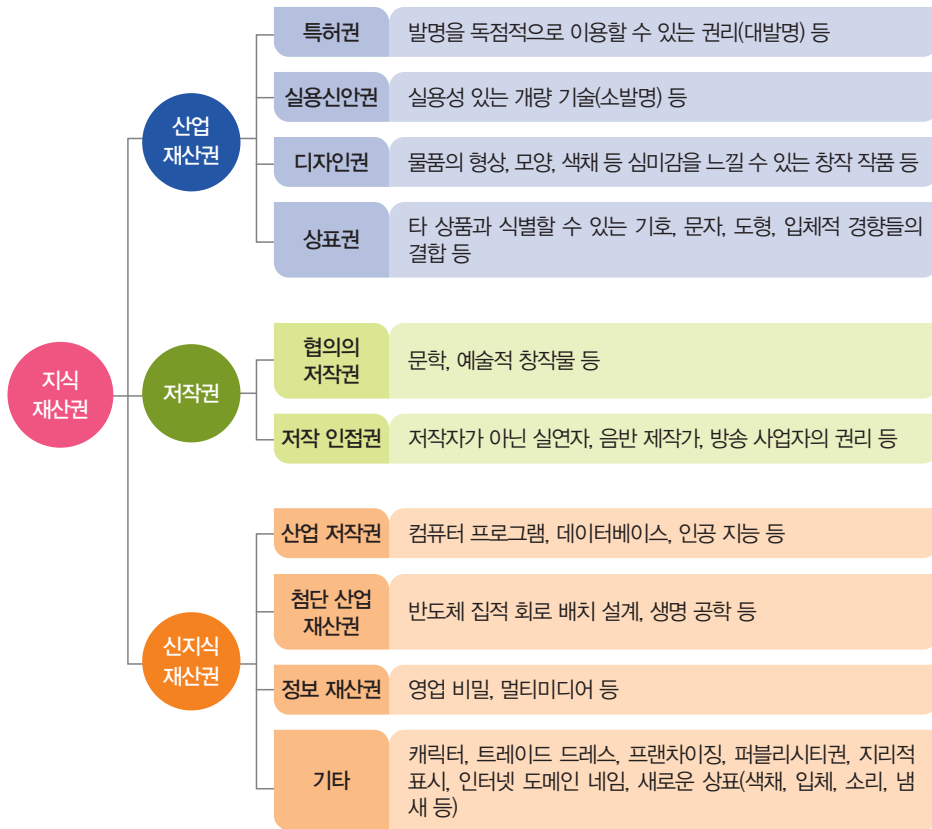 지식
재산권
산업
재산권
특허권
발명을 독점적으로 이용할 수 있는 권리(대발명) 등
실용신안권
실용성 있는 개량 기술(소발명) 등
디자인권
물품의 형상, 모양, 색채 등 심미감을 느낄 수 있는 창작 작품 등
상표권
타 상품과 식별할 수 있는 기호, 문자, 도형, 입체적 경향들의
결합 등
저작권
협의의
저작권
문학, 예술적 창작물 등
저작 인접권
저작자가 아닌 실연자, 음반 제작가, 방송 사업자의 권리 등
신지식
재산권
산업 저작권
컴퓨터 프로그램, 데이터베이스, 인공 지능 등
첨단 산업
재산권
반도체 집적 회로 배치 설계, 생명 공학 등
정보 재산권
영업 비밀, 멀티미디어 등
기타
캐릭터, 트레이드 드레스, 프랜차이징, 퍼블리시티권, 지리적
표시, 인터넷 도메인 네임, 새로운 상표(색채, 입체, 소리, 냄
새 등)